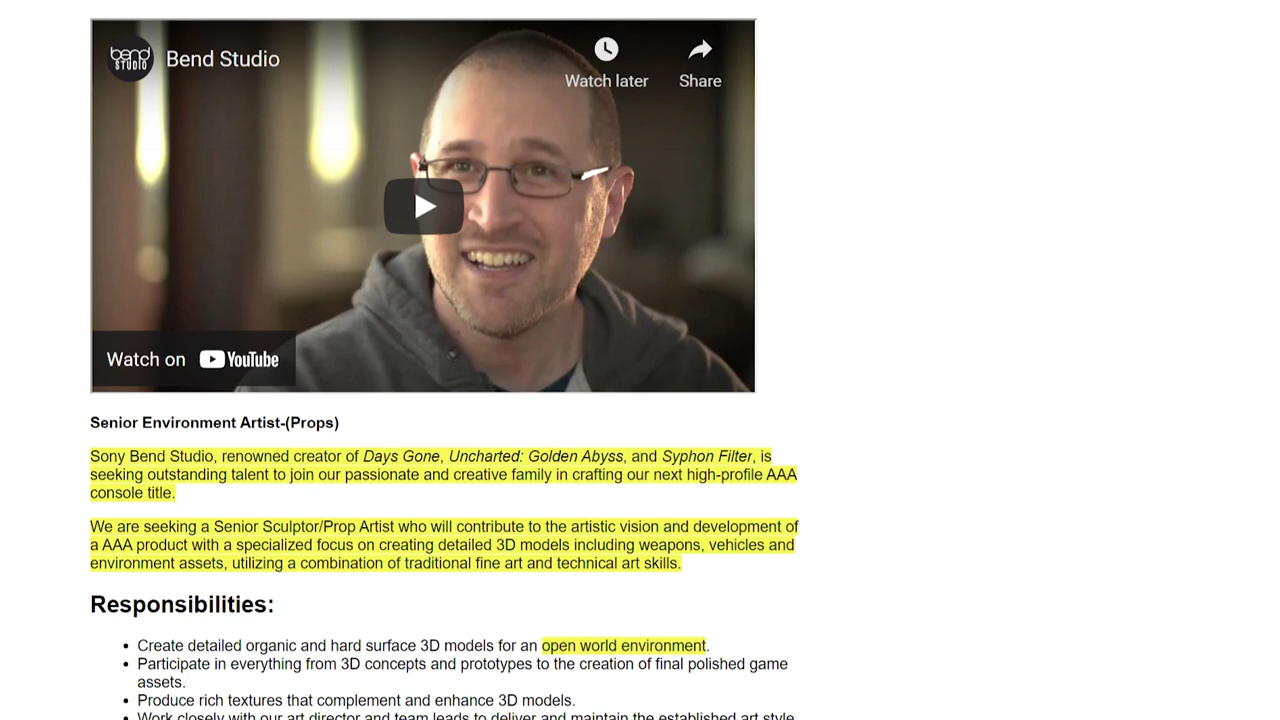 bend
STUDIO
Bend Studio
Watch later
Share
Watch on YouTube
Senior Environment Artist-(Props)
Sony Bend Studio, renowned creator of Days Gone, Uncharted: Golden Abyss, and Syphon Filter, is
seeking outstanding talent to join our passionate and creative family in crafting our next high-profile AAA
console title.
We are seeking a Senior Sculptor/Prop Artist who will contribute to the artistic vision and development of
a AAA product with a specialized focus on creating detailed 3D models including weapons, vehicles and
environment assets, utilizing a combination of traditional fine art and technical art skills.
Responsibilities:
• Create detailed organic and hard surface 3D models for an open world environment.
• Participate in everything from 3D concepts and prototypes to the creation of final polished game
assets.
• Produce rich textures that complement and enhance 3D models.
• Work closely with our art director and team leads to deliver and maintain the established art style